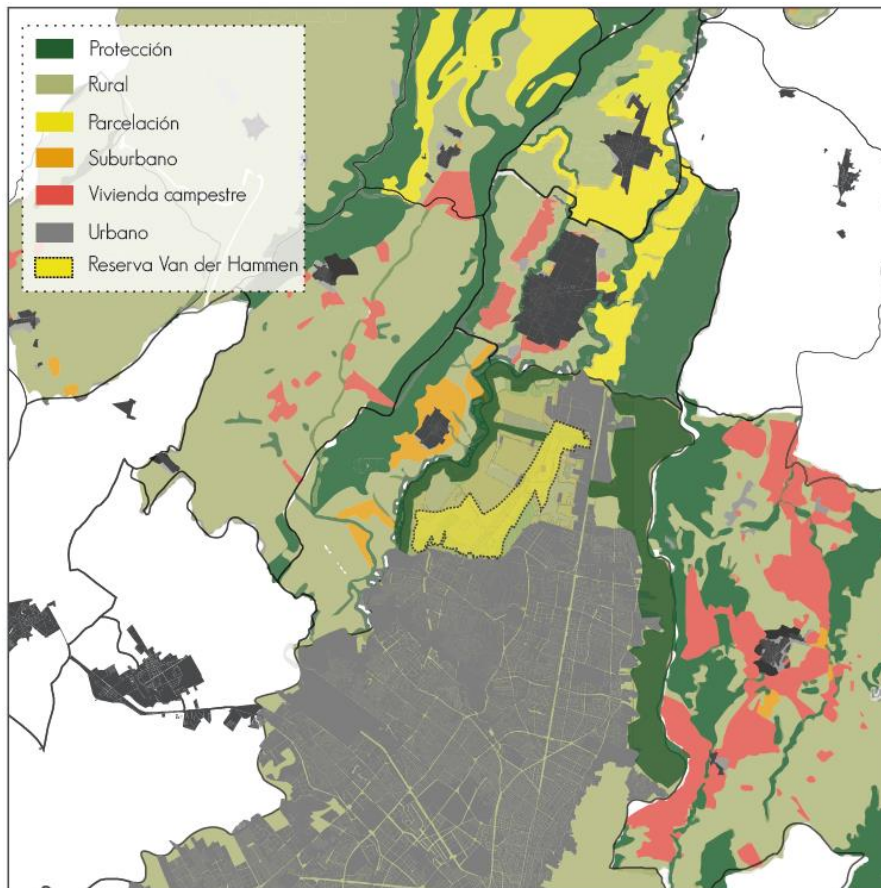 Protección
Rural
Parcelación
Suburbano
Vivienda campestre
Urbano
Reserva Van der Hammen